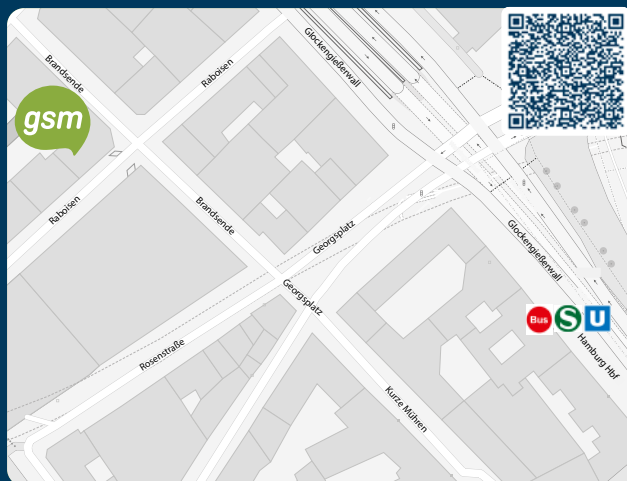 Brandsende
Raboisen
Glockengießerwall
gsm
Raboisen
Brandsende
Georgsplatz
Glockengießerwall
Georgsplatz
Bus S U
Rosenstraße
Hamburg Hbf
Kurze Mühren